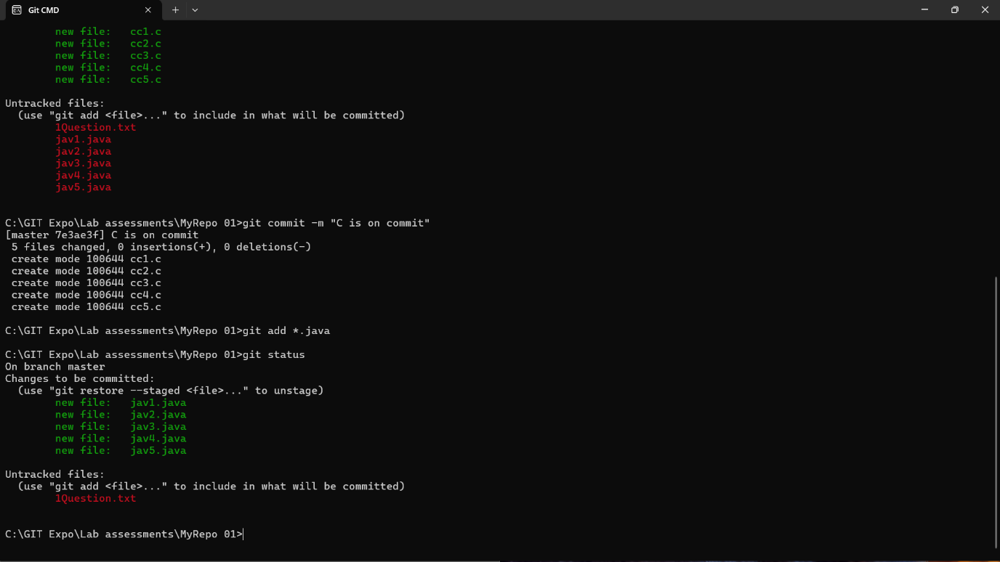 Git CMD
new file:   cc1.c
new file:   cc2.c
new file:   cc3.c
new file:   cc4.c
new file:   cc5.c
Untracked files:
(use "git add <file>..." to include in what will be committed)
1Question.txt
jav1.java
jav2.java
jav3.java
jav4.java
jav5.java
C:\GIT Expo\Lab assessments\MyRepo 01>git commit -m "C is on commit"
[master 7e3ae3f] C is on commit
5 files changed, 0 insertions(+), 0 deletions(-)
create mode 100644 cc1.c
create mode 100644 cc2.c
create mode 100644 cc3.c
create mode 100644 cc4.c
create mode 100644 cc5.c
C:\GIT Expo\Lab assessments\MyRepo 01>git add *.java
C:\GIT Expo\Lab assessments\MyRepo 01>git status
On branch master
Changes to be committed:
(use "git restore --staged <file>..." to unstage)
new file:   jav1.java
new file:   jav2.java
new file:   jav3.java
new file:   jav4.java
new file:   jav5.java
Untracked files:
(use "git add <file>..." to include in what will be committed)
1Question.txt
C:\GIT Expo\Lab assessments\MyRepo 01>